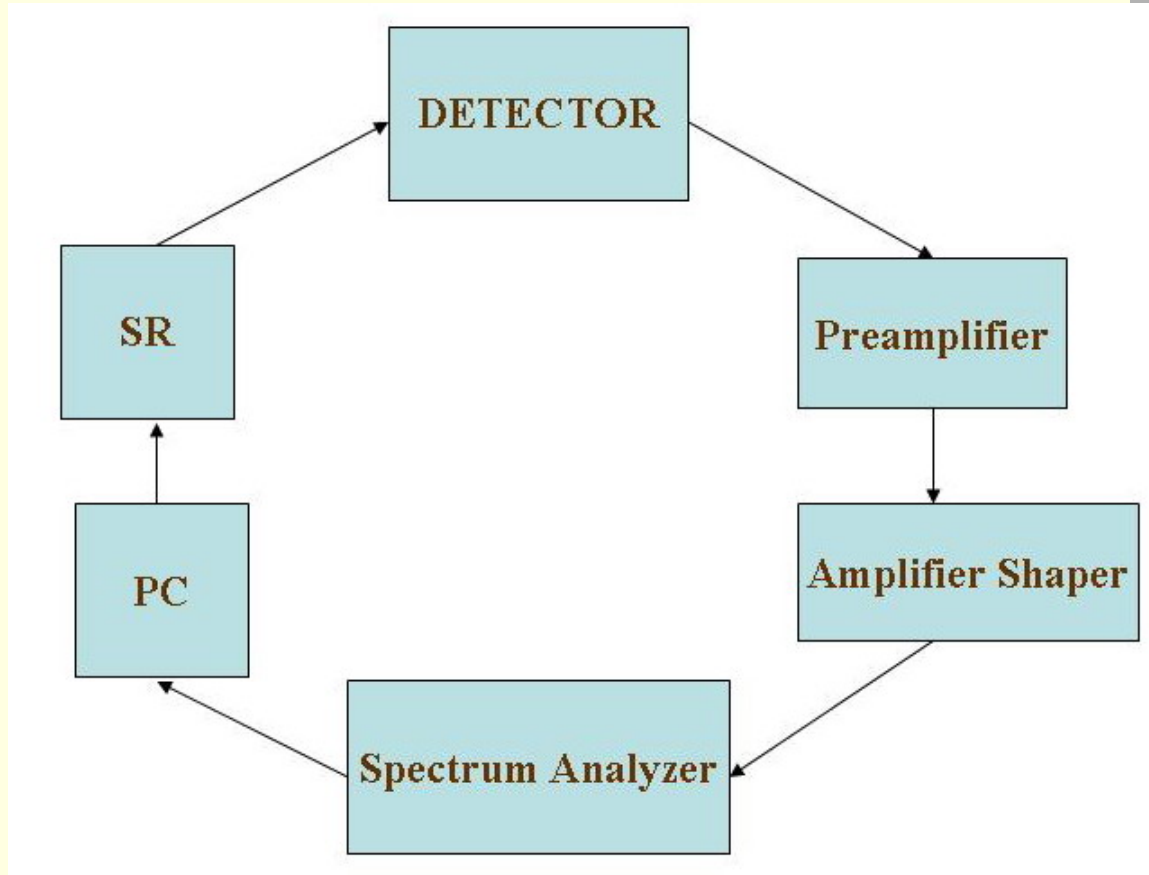 DETECTOR
SR
Preamplifier
PC
Amplifier Shaper
Spectrum Analyzer